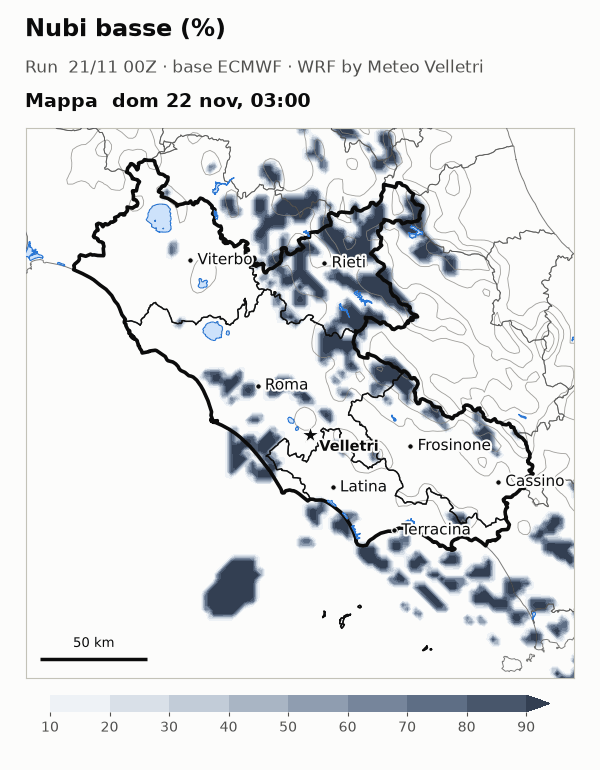 Nubi basse (%)
Run  21/11 00Z · base ECMWF · WRF by Meteo Velletri
Mappa  dom 22 nov, 03:00
Viterbo
Rieti
Roma
Velletri
Frosinone
Cassino
Latina
Terracina
50 km
10 20 30 40 50 60 70 80 90